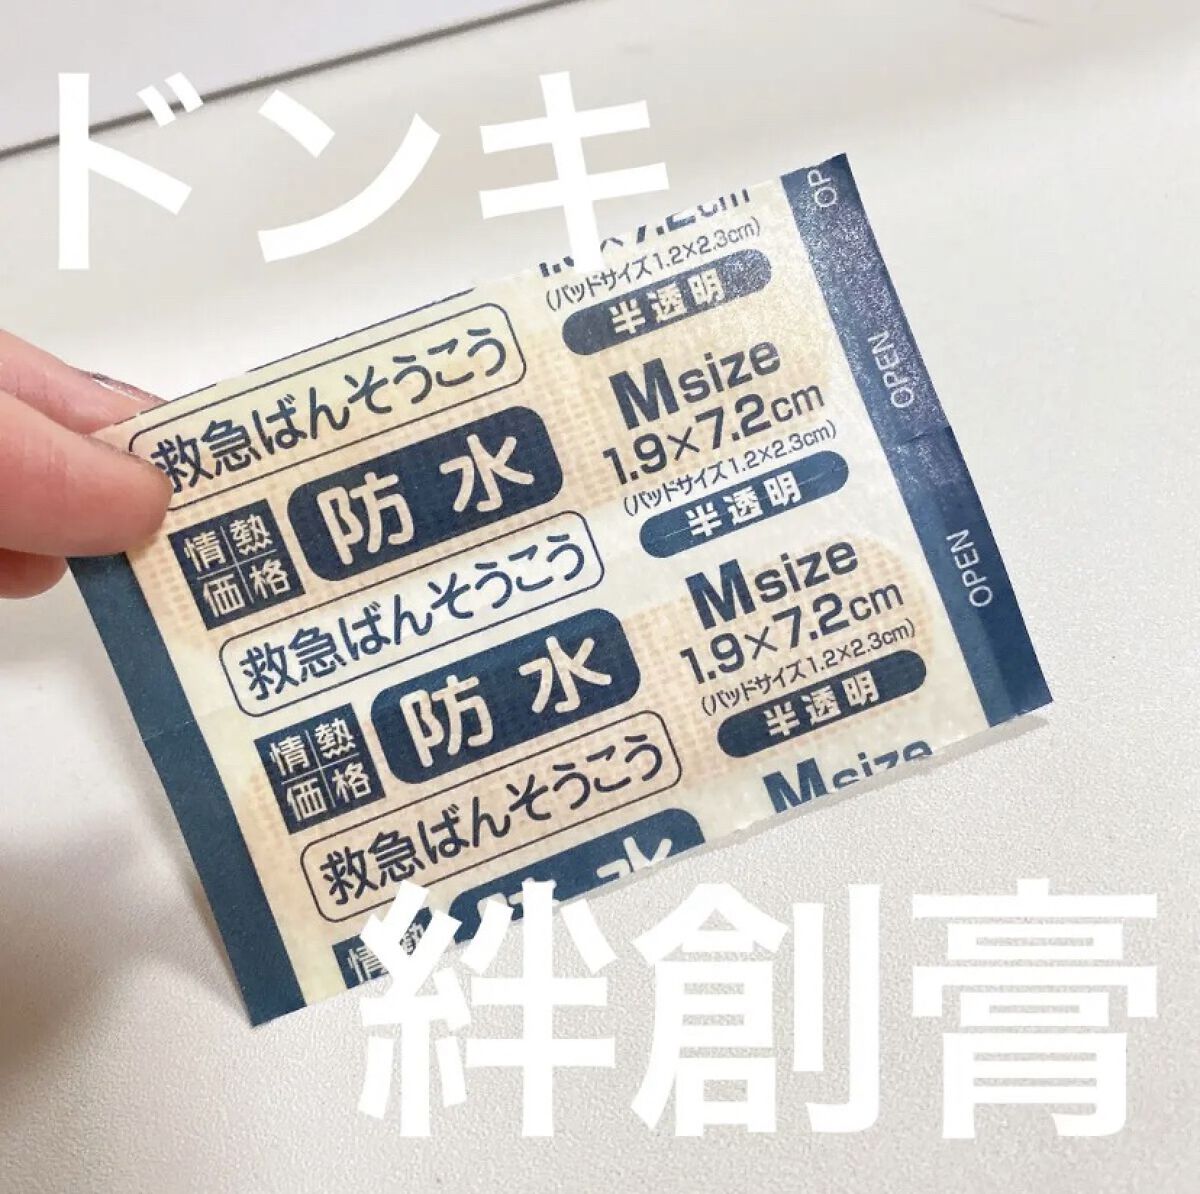 ドンキ
OPEN
1.9×7.2cm
(パッドサイズ1.2×2.3cm)
半透明
救急ばんそうこう
Msize
1.9×7.2cm
(パッドサイズ1.2×2.3cm)
半透明
OPEN
情熱価格
防水
救急ばんそうこう
Msize
1.9×7.2cm
(パッドサイズ1.2×2.3cm)
半透明
OPEN
情熱価格
防水
救急ばんそうこう
Msize
防水
情熱
絆創膏